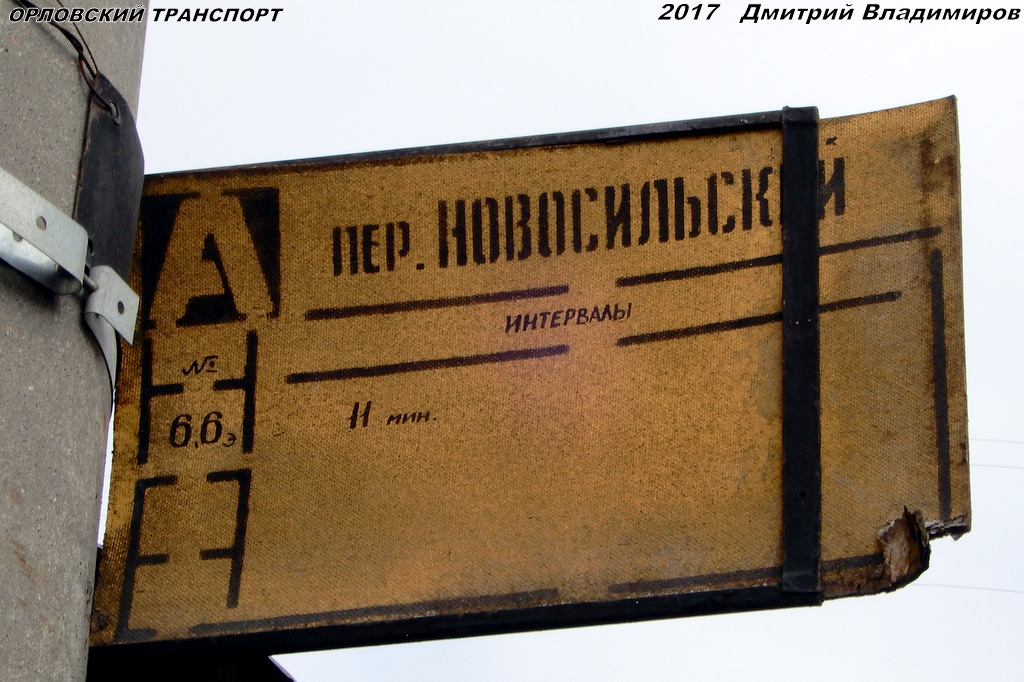 ОРЛОВСКИЙ ТРАНСПОРТ
2017 Дмитрий Владимиров
А
ПЕР. НОВОСИЛЬСКИЙ
ИНТЕРВАЛЫ
№
6,6э
11 мин.